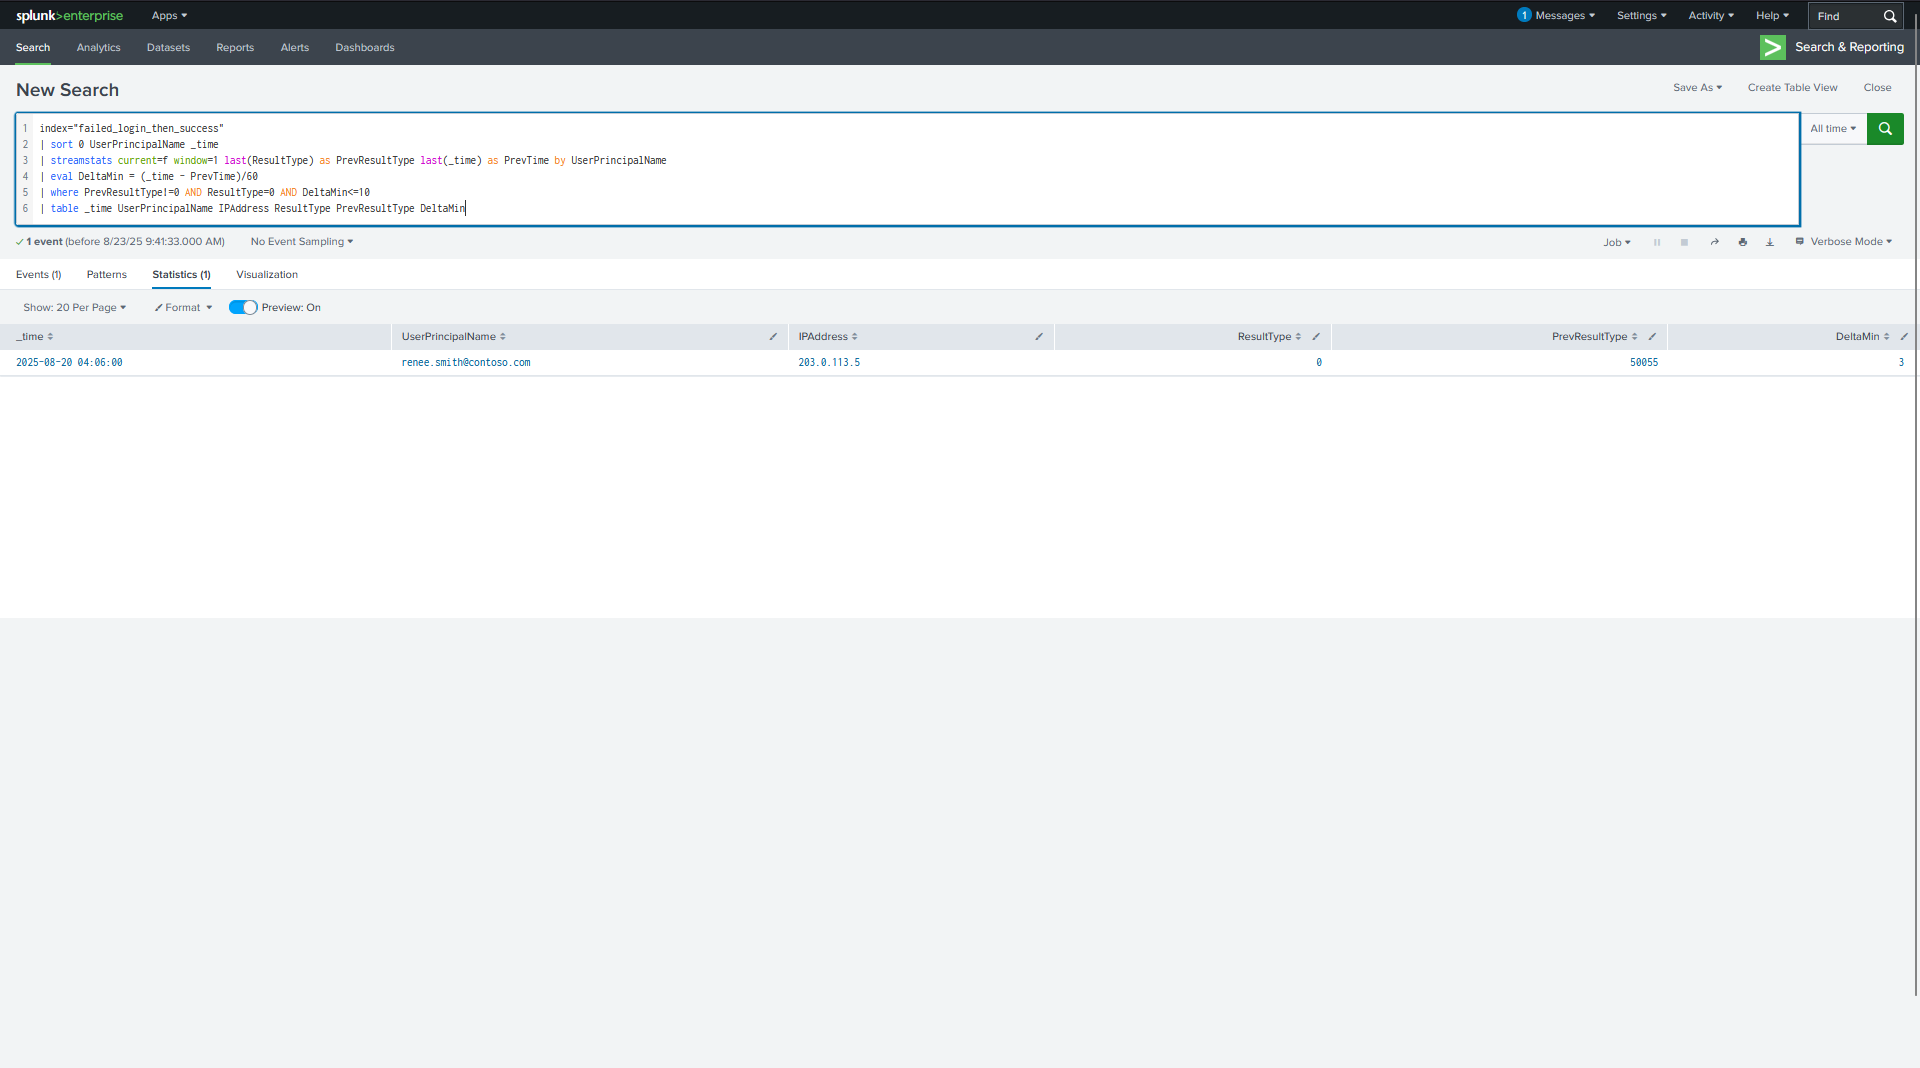 splunk>enterprise Apps 1 Messages Settings Activity Help Find
Search Analytics Datasets Reports Alerts Dashboards Search & Reporting
New Search Save As Create Table View Close
1 index="failed_login_then_success" All time
2 | sort 0 UserPrincipalName _time
3 | streamstats current=f window=1 last(ResultType) as PrevResultType last(_time) as PrevTime by UserPrincipalName
4 | eval DeltaMin = (_time - PrevTime)/60
5 | where PrevResultType!=0 AND ResultType=0 AND DeltaMin<=10
6 | table _time UserPrincipalName IPAddress ResultType PrevResultType DeltaMin
1 event (before 8/23/25 9:41:33.000 AM) No Event Sampling Job Verbose Mode
Events (1) Patterns Statistics (1) Visualization
Show: 20 Per Page Format Preview: On
_time UserPrincipalName IPAddress ResultType PrevResultType DeltaMin
2025-08-20 04:06:00 renee.smith@contoso.com 203.0.113.5 0 50055 3